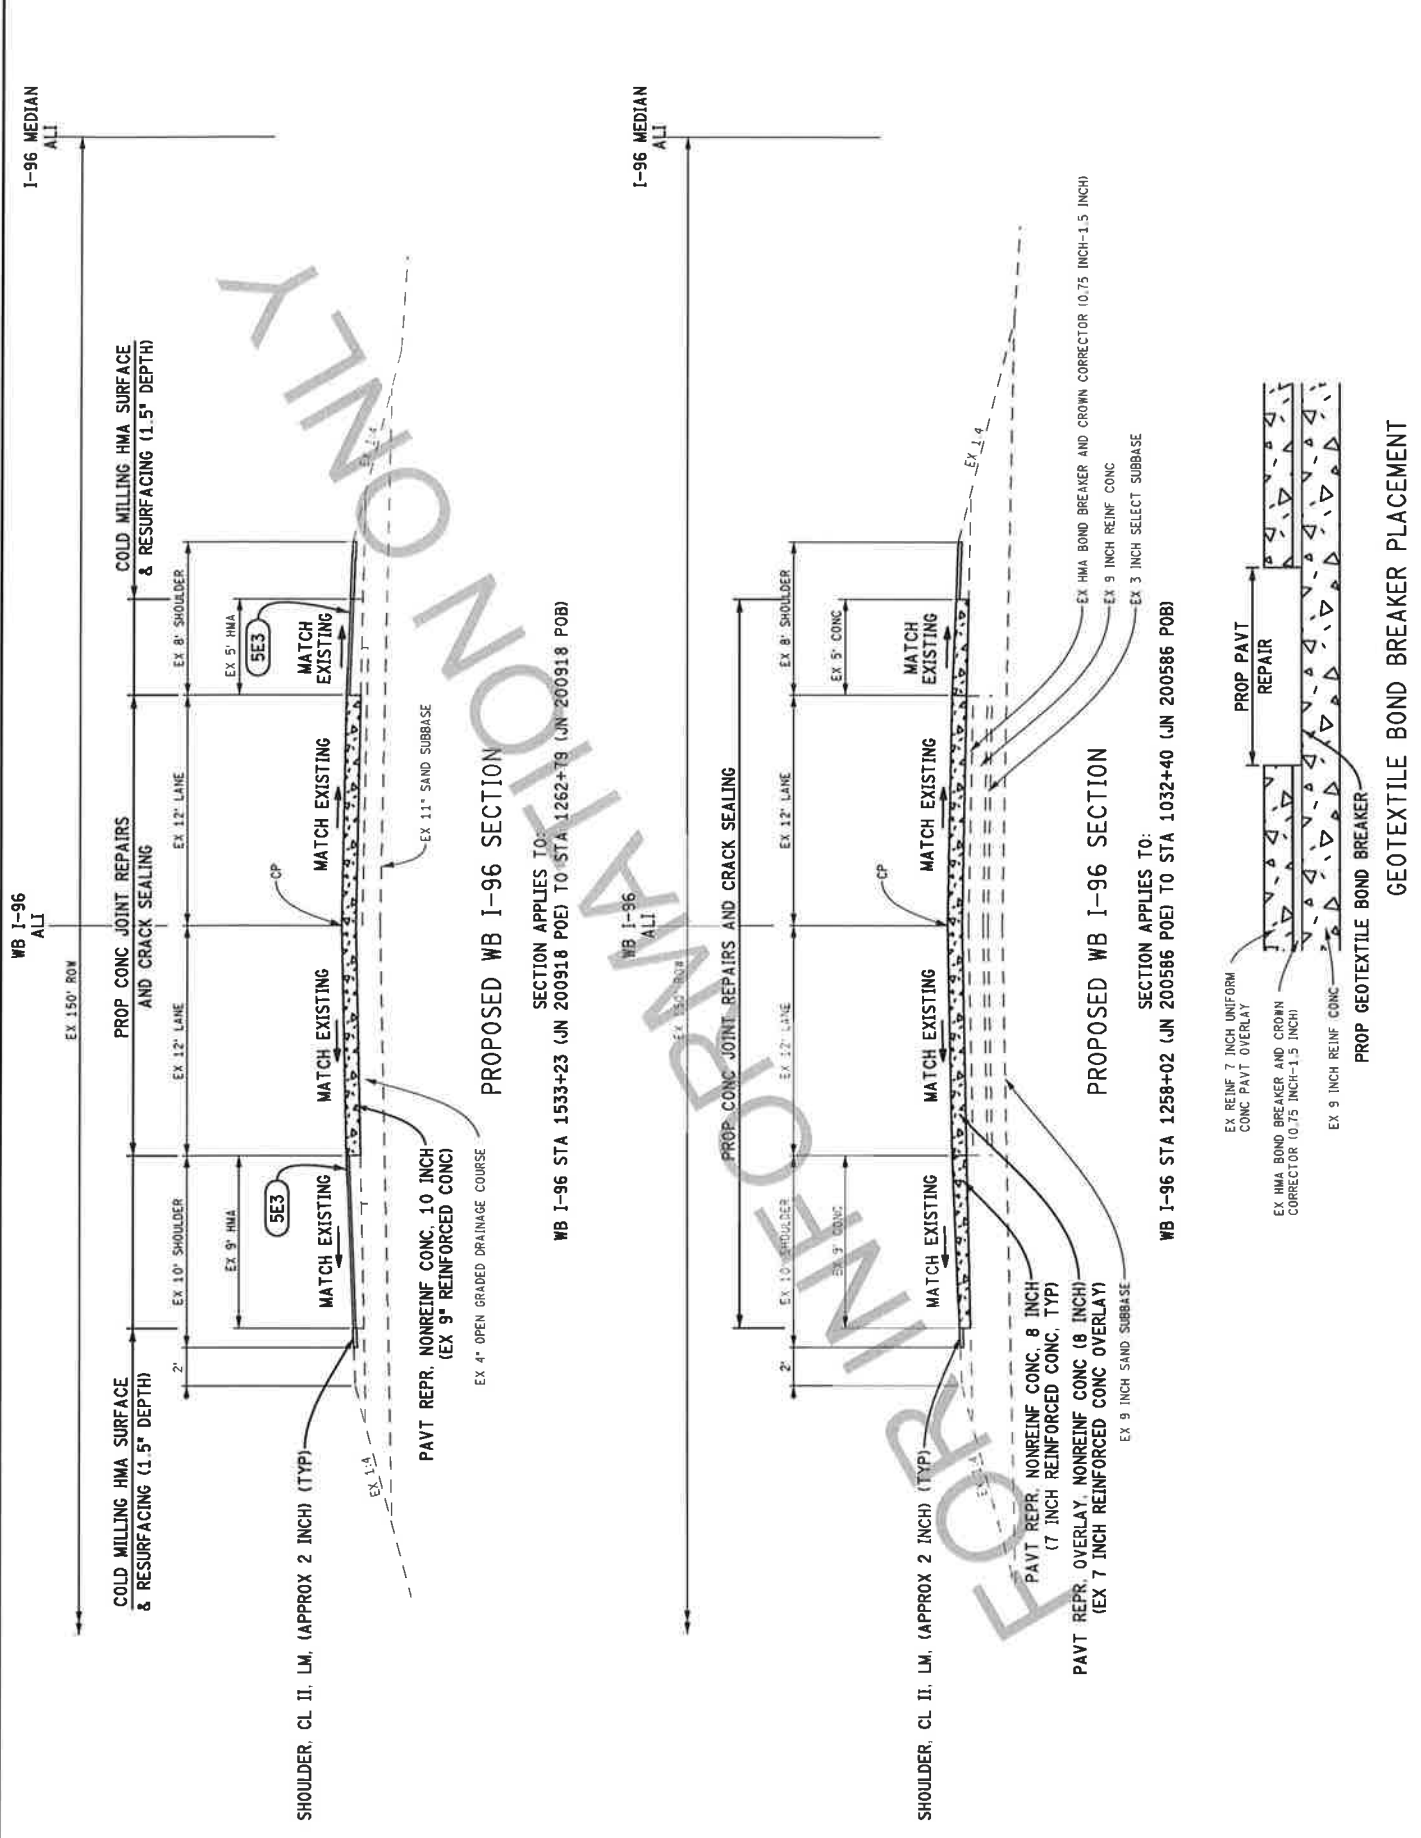 WB I-96
ALI
I-96 MEDIAN
ALI
EX 150' ROW
COLD MILLING HMA SURFACE
& RESURFACING (1.5" DEPTH)
PROP CONC JOINT REPAIRS
AND CRACK SEALING
COLD MILLING HMA SURFACE
& RESURFACING (1.5" DEPTH)
2'
EX 10' SHOULDER
EX 12' LANE
EX 12' LANE
EX 8' SHOULDER
EX 9' HMA
EX 5' HMA
5E3
CP
5E3
MATCH EXISTING
MATCH EXISTING
MATCH EXISTING
MATCH
EXISTING
SHOULDER, CL II, LM, (APPROX 2 INCH) (TYP)
EX 1:4
EX 1:4
PAVT REPR, NONREINF CONC, 10 INCH
(EX 9" REINFORCED CONC)
EX 4" OPEN GRADED DRAINAGE COURSE
EX 11" SAND SUBBASE
PROPOSED WB I-96 SECTION
SECTION APPLIES TO:
WB I-96 STA 1533+23 (JN 200918 POE) TO STA 1262+79 (JN 200918 POB)
FOR INFORMATION ONLY
WB I-96
ALI
I-96 MEDIAN
ALI
EX 150' ROW
PROP CONC JOINT REPAIRS AND CRACK SEALING
2'
EX 10' SHOULDER
EX 12' LANE
EX 12' LANE
EX 8' SHOULDER
EX 9' CONC
EX 5' CONC
CP
MATCH EXISTING
MATCH EXISTING
MATCH EXISTING
MATCH
EXISTING
SHOULDER, CL II, LM, (APPROX 2 INCH) (TYP)
EX 1:4
EX 1:4
PAVT REPR, NONREINF CONC, 8 INCH
(7 INCH REINFORCED CONC, TYP)
PAVT REPR, OVERLAY, NONREINF CONC (8 INCH)
(EX 7 INCH REINFORCED CONC OVERLAY)
EX 9 INCH SAND SUBBASE
EX HMA BOND BREAKER AND CROWN CORRECTOR (0.75 INCH-1.5 INCH)
EX 9 INCH REINF CONC
EX 3 INCH SELECT SUBBASE
PROPOSED WB I-96 SECTION
SECTION APPLIES TO:
WB I-96 STA 1258+02 (JN 200586 POE) TO STA 1032+40 (JN 200586 POB)
PROP PAVT
REPAIR
EX REINF 7 INCH UNIFORM
CONC PAVT OVERLAY
EX HMA BOND BREAKER AND CROWN
CORRECTOR (0.75 INCH-1.5 INCH)
EX 9 INCH REINF CONC
PROP GEOTEXTILE BOND BREAKER
GEOTEXTILE BOND BREAKER PLACEMENT